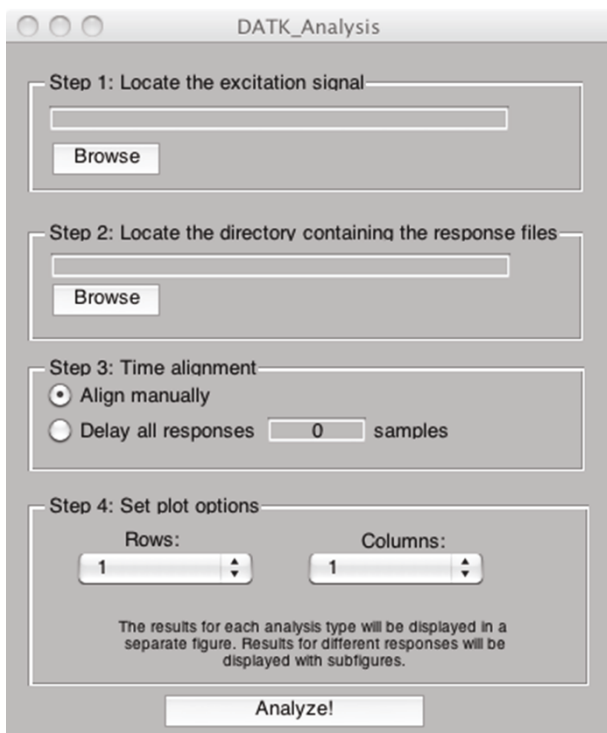 DATK_Analysis
Step 1: Locate the excitation signal
Browse
Step 2: Locate the directory containing the response files
Browse
Step 3: Time alignment
Align manually
Delay all responses 0 samples
Step 4: Set plot options
Rows: Columns:
1 1
The results for each analysis type will be displayed in a
separate figure. Results for different responses will be
displayed with subfigures.
Analyze!